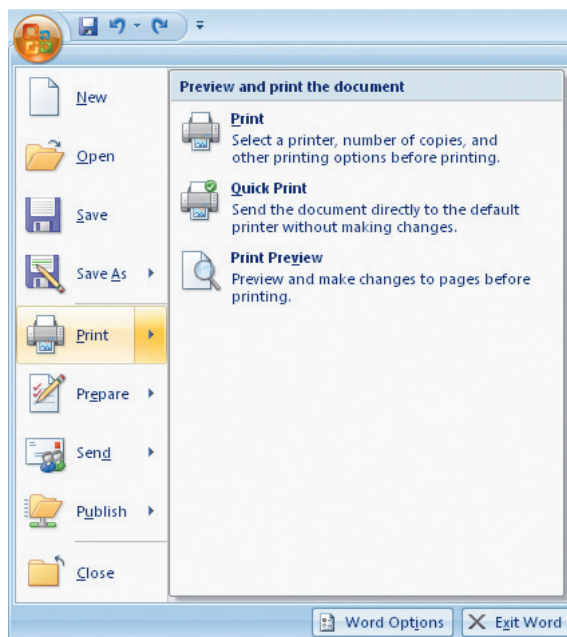 New
Open
Save
Save As
Print
Prepare
Send
Publish
Close
Preview and print the document
Print
Select a printer, number of copies, and
other printing options before printing.
Quick Print
Send the document directly to the default
printer without making changes.
Print Preview
Preview and make changes to pages before
printing.
Word Options
Exit Word